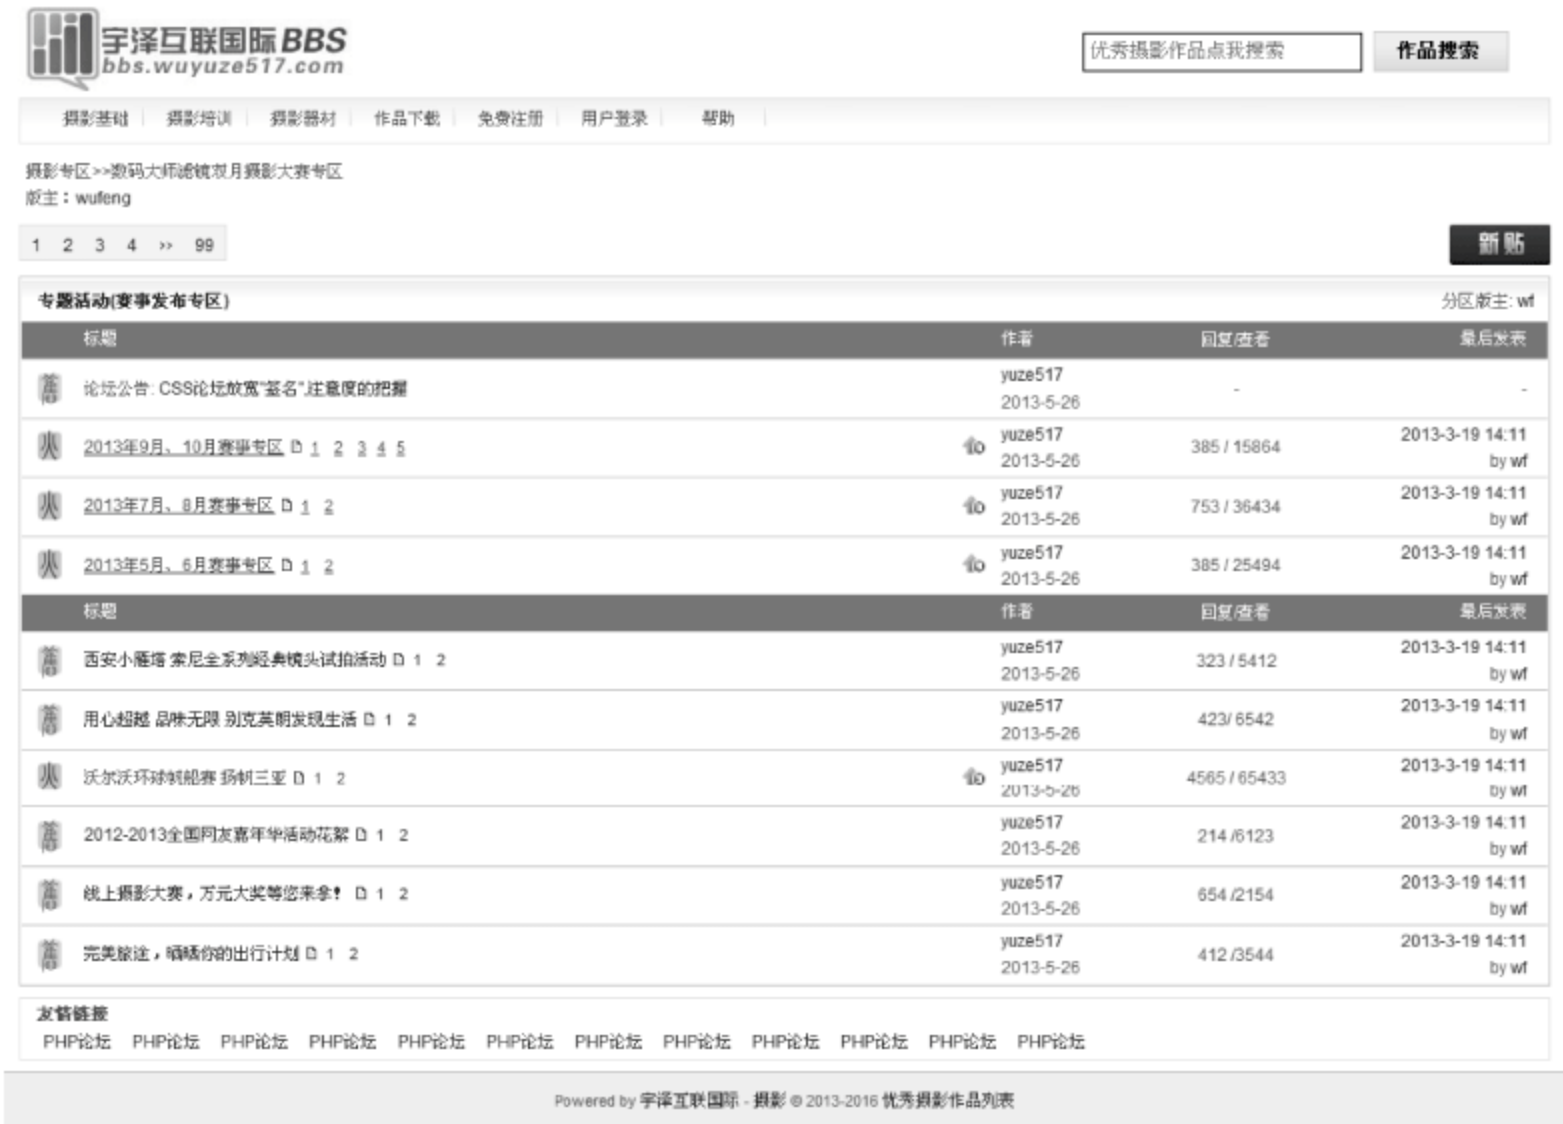 宇泽互联国际BBS
bbs.wuyuze517.com
优秀摄影作品点我搜索 作品搜索
摄影基础 摄影培训 摄影器材 作品下载 免费注册 用户登录 帮助
摄影专区>>数码大师滤镜双月摄影大赛专区
版主：wufeng
1 2 3 4 >> 99 新贴
专题活动(赛事发布专区) 分区版主: wf
标题 作者 回复/查看 最后发表
论坛公告: CSS论坛放宽"签名",注意度的把握 yuze517 - -
2013-5-26
火 2013年9月、10月赛事专区 1 2 3 4 5 yuze517 385 / 15864 2013-3-19 14:11
2013-5-26 by wf
火 2013年7月、8月赛事专区 1 2 yuze517 753 / 36434 2013-3-19 14:11
2013-5-26 by wf
火 2013年5月、6月赛事专区 1 2 yuze517 385 / 25494 2013-3-19 14:11
2013-5-26 by wf
标题 作者 回复/查看 最后发表
西安小雁塔 索尼全系列经典镜头试拍活动 1 2 yuze517 323 / 5412 2013-3-19 14:11
2013-5-26 by wf
用心超越 品味无限 别克英朗发现生活 1 2 yuze517 423/ 6542 2013-3-19 14:11
2013-5-26 by wf
火 沃尔沃环球帆船赛 扬帆三亚 1 2 yuze517 4565 / 65433 2013-3-19 14:11
2013-5-26 by wf
2012-2013全国网友嘉年华活动花絮 1 2 yuze517 214 /6123 2013-3-19 14:11
2013-5-26 by wf
线上摄影大赛，万元大奖等您来拿！ 1 2 yuze517 654 /2154 2013-3-19 14:11
2013-5-26 by wf
完美旅途，晒晒你的出行计划 1 2 yuze517 412 /3544 2013-3-19 14:11
2013-5-26 by wf
友情链接
PHP论坛 PHP论坛 PHP论坛 PHP论坛 PHP论坛 PHP论坛 PHP论坛 PHP论坛 PHP论坛 PHP论坛 PHP论坛 PHP论坛
Powered by 宇泽互联国际 - 摄影 © 2013-2016 优秀摄影作品列表